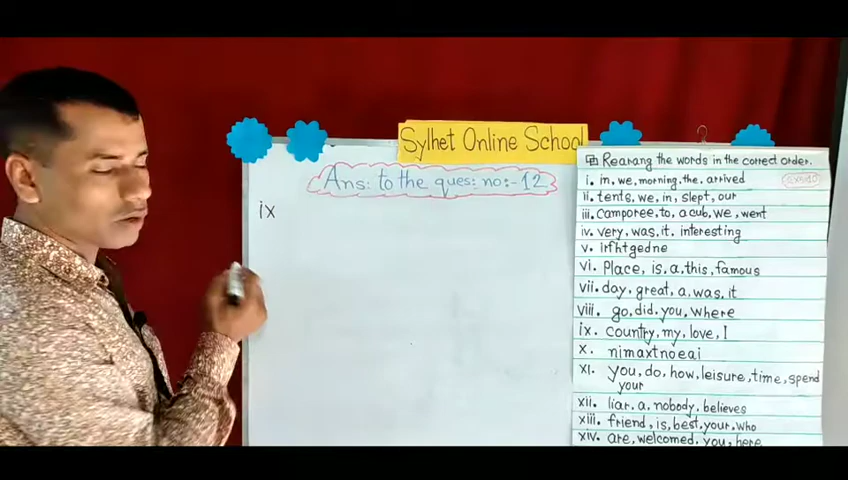 Sylhet Online School
Ans: to the ques: no:- 12
ix
Rearang the words in the correct order.
i. in, we, morning, the, arrived
ii. tents, we, in, slept, our
iii. Camporee, to, a cub, we, went
iv. very, was, it, interesting
v. irfhtgedne
vi. Place, is, a, this, famous
vii. day, great, a, was, it
viii. go, did, you, where
ix. Country, my, love, I
x. nimaxtnoeai
xi. you, do, how, leisure, time, spend
your
xii. liar, a, nobody, believes
xiii. friend, is, best, your, who
xiv. are, welcomed, you, here